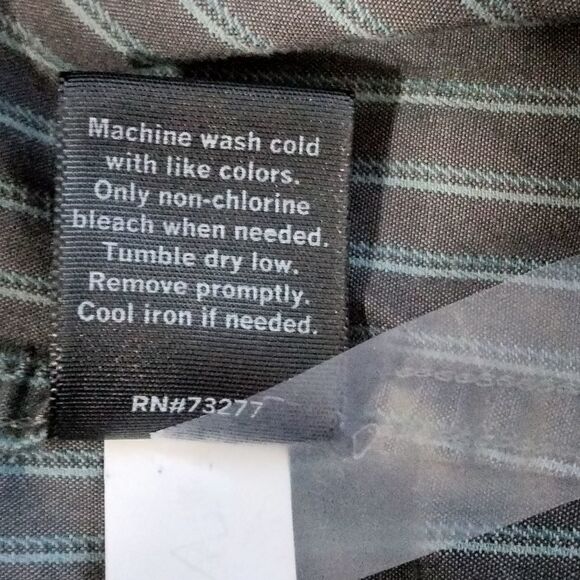 Machine wash cold
with like colors.
Only non-chlorine
bleach when needed.
Tumble dry low.
Remove promptly.
Cool iron if needed.
RN#73277